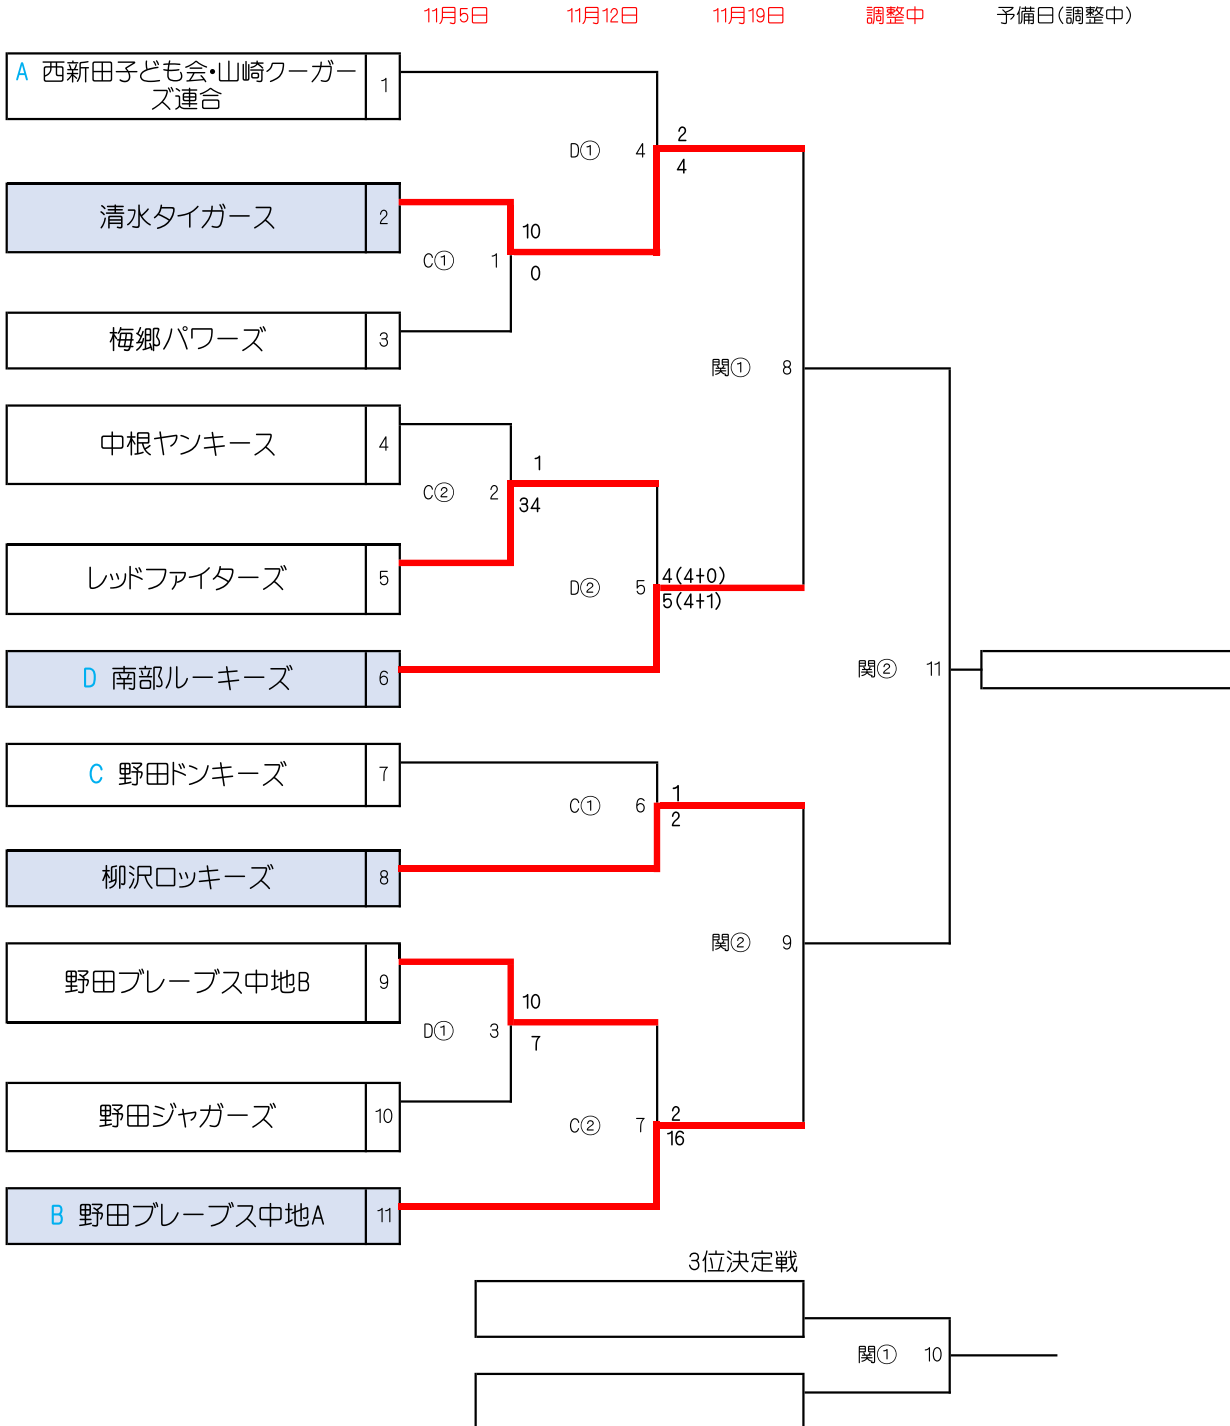 11月5日 11月12日 11月19日 調整中 予備日(調整中)
A 西新田子ども会・山崎クーガー
ズ連合
1
2
D① 4
4
清水タイガース 2
10
C① 1
0
梅郷パワーズ 3
関① 8
中根ヤンキース 4
1
C② 2
34
レッドファイターズ 5
4(4+0)
D② 5
5(4+1)
D 南部ルーキーズ 6
関② 11
C 野田ドンキーズ 7
1
C① 6
2
柳沢ロッキーズ 8
関② 9
野田ブレーブス中地B 9
10
D① 3
7
野田ジャガーズ 10
2
C② 7
16
B 野田ブレーブス中地A 11
3位決定戦
関① 10